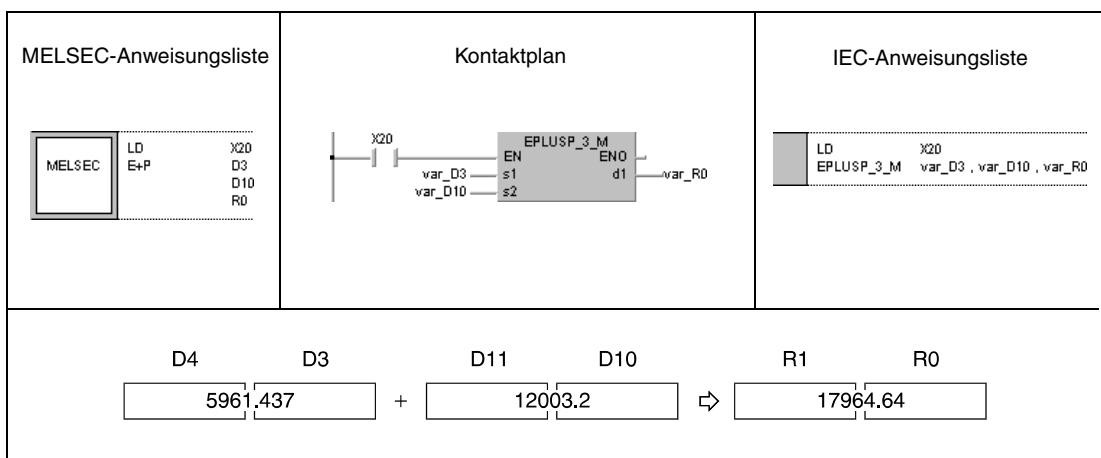 MELSEC-Anweisungsliste
MELSEC
LD X20
E+P D3
D10
R0
Kontaktplan
X20
EPLUSP_3_M
EN ENO
var_D3 s1 d1 var_R0
var_D10 s2
IEC-Anweisungsliste
LD X20
EPLUSP_3_M var_D3 , var_D10 , var_R0
D4 D3 D11 D10 R1 R0
5961.437 + 12003.2 ⇨ 17964.64